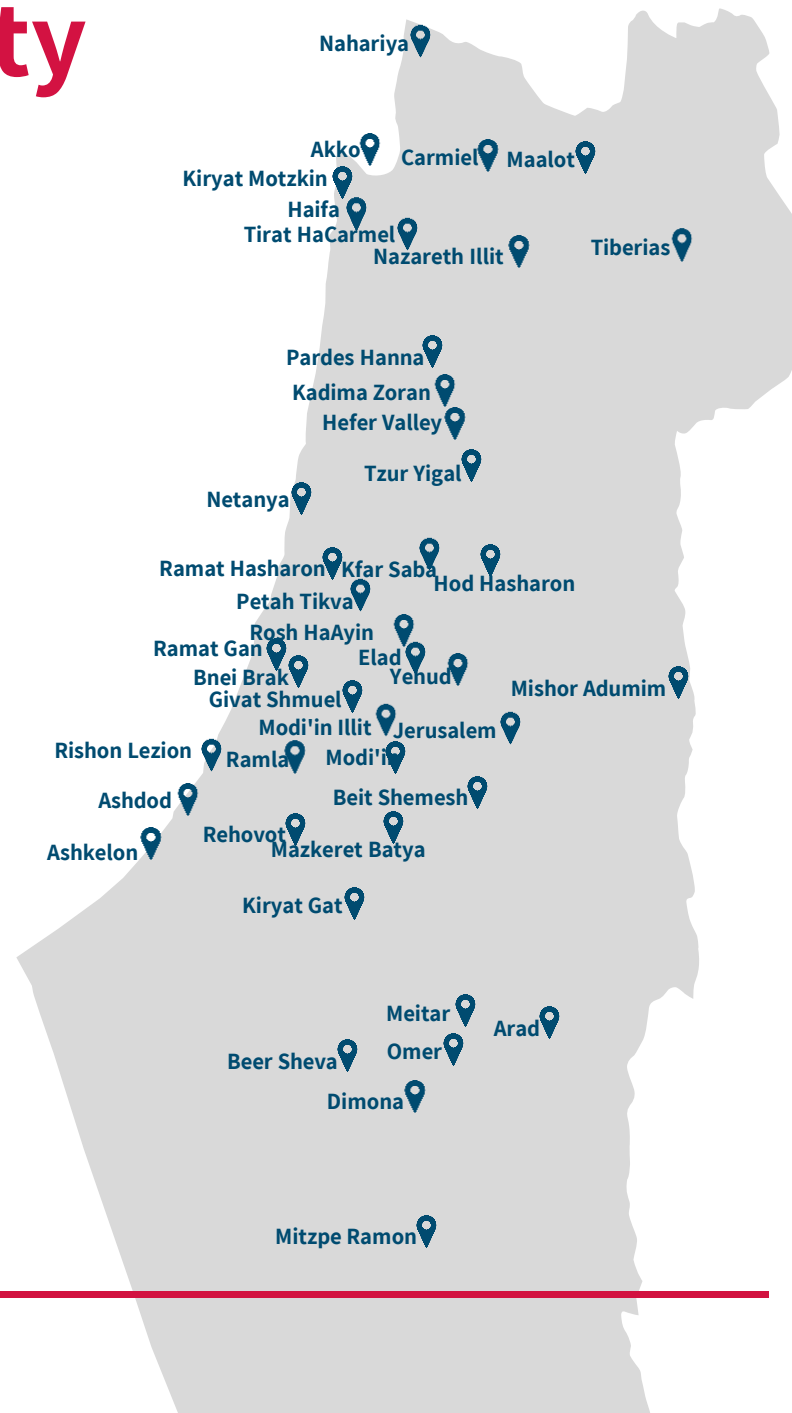 ty
Nahariya
Akko
Carmiel
Maalot
Kiryat Motzkin
Haifa
Tirat HaCarmel
Nazareth Illit
Tiberias
Pardes Hanna
Kadima Zoran
Hefer Valley
Tzur Yigal
Netanya
Ramat Hasharon
Kfar Saba
Hod Hasharon
Petah Tikva
Rosh HaAyin
Ramat Gan
Elad
Bnei Brak
Yehud
Mishor Adumim
Givat Shmuel
Modi'in Illit
Jerusalem
Rishon Lezion
Ramla
Modi'in
Ashdod
Beit Shemesh
Rehovot
Mazkeret Batya
Ashkelon
Kiryat Gat
Meitar
Arad
Omer
Beer Sheva
Dimona
Mitzpe Ramon